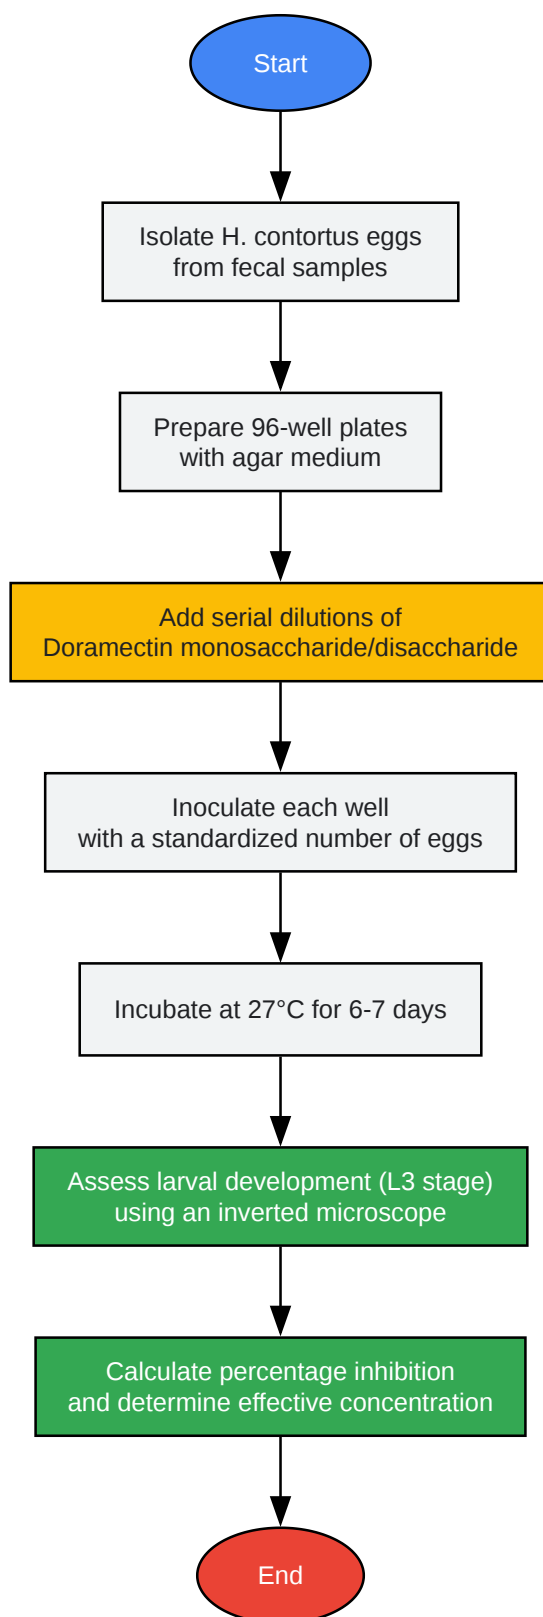 Start
Isolate H. contortus eggs
from fecal samples
Prepare 96-well plates
with agar medium
Add serial dilutions of
Doramectin monosaccharide/disaccharide
Inoculate each well
with a standardized number of eggs
Incubate at 27°C for 6-7 days
Assess larval development (L3 stage)
using an inverted microscope
Calculate percentage inhibition
and determine effective concentration
End